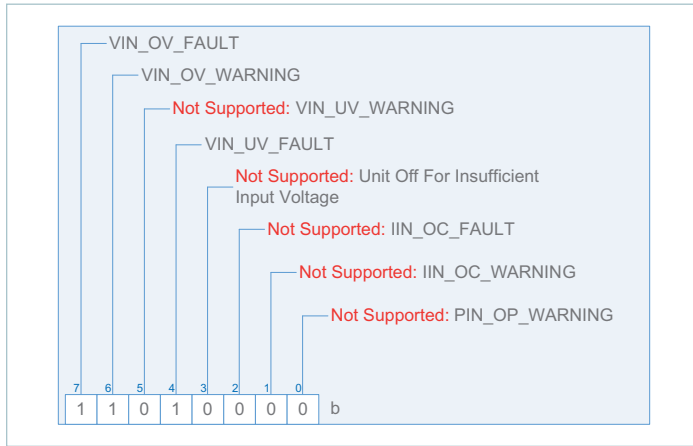 VIN_OV_FAULT
VIN_OV_WARNING
Not Supported: VIN_UV_WARNING
VIN_UV_FAULT
Not Supported: Unit Off For Insufficient
Input Voltage
Not Supported: IIN_OC_FAULT
Not Supported: IIN_OC_WARNING
Not Supported: PIN_OP_WARNING
7 6 5 4 3 2 1 0
1 1 0 1 0 0 0 0 b